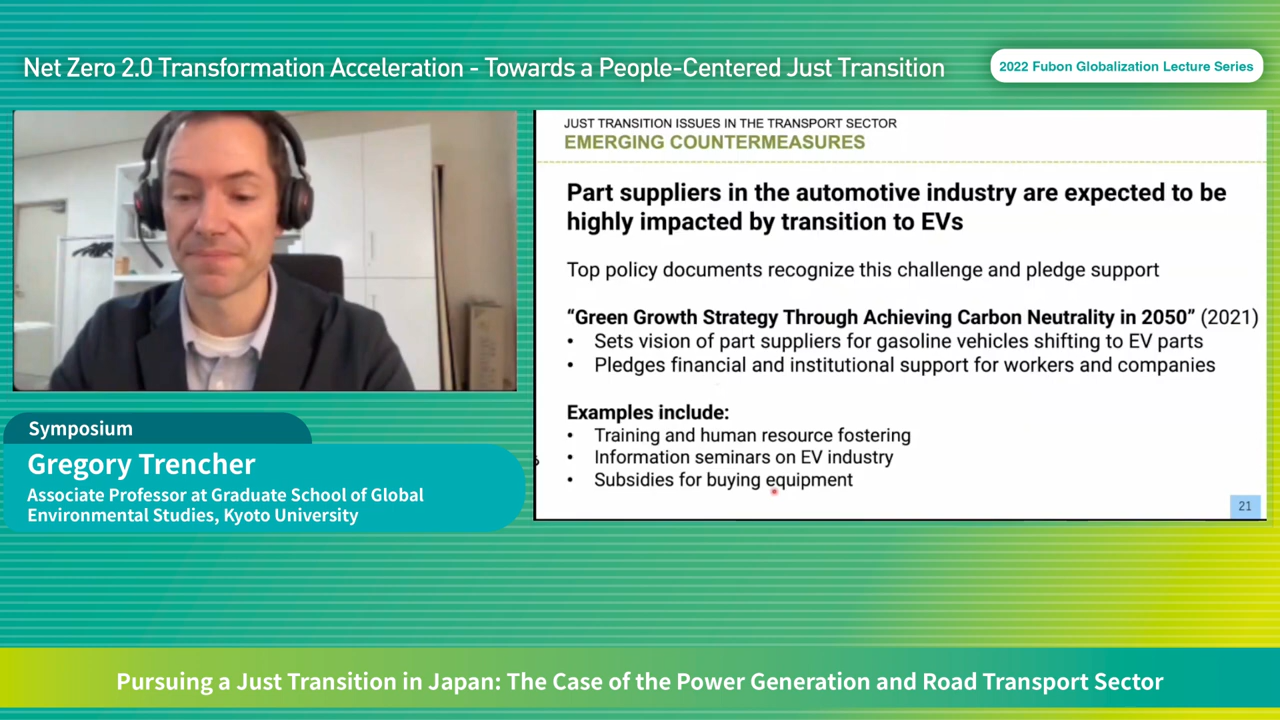 Net Zero 2.0 Transformation Acceleration - Towards a People-Centered Just Transition
2022 Fubon Globalization Lecture Series
JUST TRANSITION ISSUES IN THE TRANSPORT SECTOR
EMERGING COUNTERMEASURES
Part suppliers in the automotive industry are expected to be
highly impacted by transition to EVs
Top policy documents recognize this challenge and pledge support
“Green Growth Strategy Through Achieving Carbon Neutrality in 2050” (2021)
• Sets vision of part suppliers for gasoline vehicles shifting to EV parts
• Pledges financial and institutional support for workers and companies
Examples include:
• Training and human resource fostering
• Information seminars on EV industry
• Subsidies for buying equipment
21
Symposium
Gregory Trencher
Associate Professor at Graduate School of Global
Environmental Studies, Kyoto University
Pursuing a Just Transition in Japan: The Case of the Power Generation and Road Transport Sector